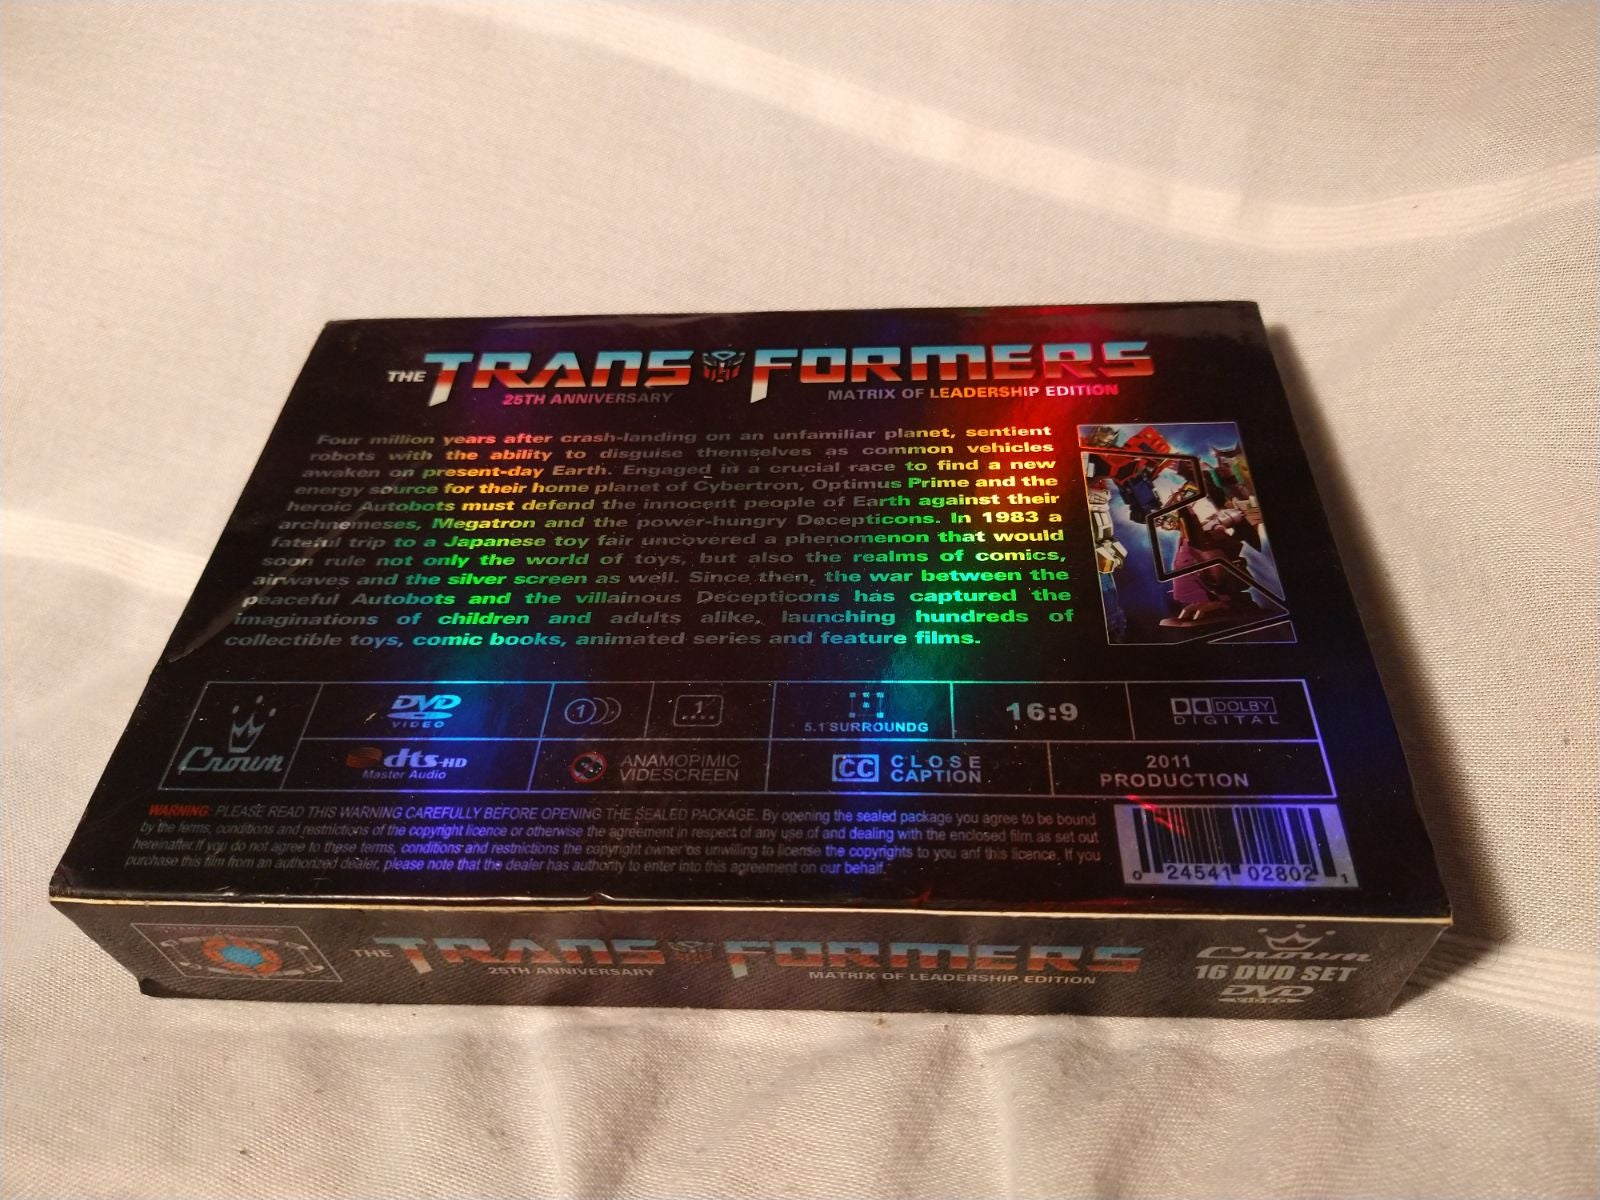 THE TRANSFORMERS
25TH ANNIVERSARY
MATRIX OF LEADERSHIP EDITION
Four million years after crash-landing on an unfamiliar planet, sentient
robots with the ability to disguise themselves as common vehicles
awaken on present-day Earth. Engaged in a crucial race to find a new
energy source for their home planet of Cybertron, Optimus Prime and the
heroic Autobots must defend the innocent people of Earth against their
archnemeses, Megatron and the power-hungry Decepticons. In 1983 a
fateful trip to a Japanese toy fair uncovered a phenomenon that would
soon rule not only the world of toys, but also the realms of comics,
airwaves and the silver screen as well. Since then, the war between the
peaceful Autobots and the villainous Decepticons has captured the
imaginations of children and adults alike, launching hundreds of
collectible toys, comic books, animated series and feature films.
Crown
DVD
VIDEO
1
1
5.1 SURROUNDG
16:9
DOLBY
DIGITAL
dts-HD
Master Audio
ANAMOPIMIC
VIDESCREEN
CC
CLOSE
CAPTION
2011
PRODUCTION
WARNING: PLEASE READ THIS WARNING CAREFULLY BEFORE OPENING THE SEALED PACKAGE. By opening the sealed package you agree to be bound
by the ferms, conditions and restrictions of the copyright licence or otherwise the agreement in respect of any use of and dealing with the enclosed film as set out
hereinafter.If you do not agree to these terms, conditions and restrictions the copyright owner os unwilling to license the copyrights to you anf this licence, If you
purchase this film from an authorized dealer, please note that the dealer has authority to enter into this agreement on our behalf.
0 24541 02802 1
THE TRANSFORMERS
25TH ANNIVERSARY
MATRIX OF LEADERSHIP EDITION
Crown
16 DVD SET
DVD
VIDEO